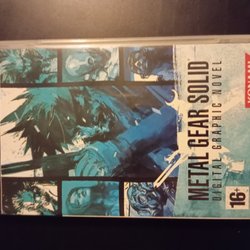 METAL GEAR SOLID
DIGITAL GRAPHIC NOVEL
KONAMI
16+